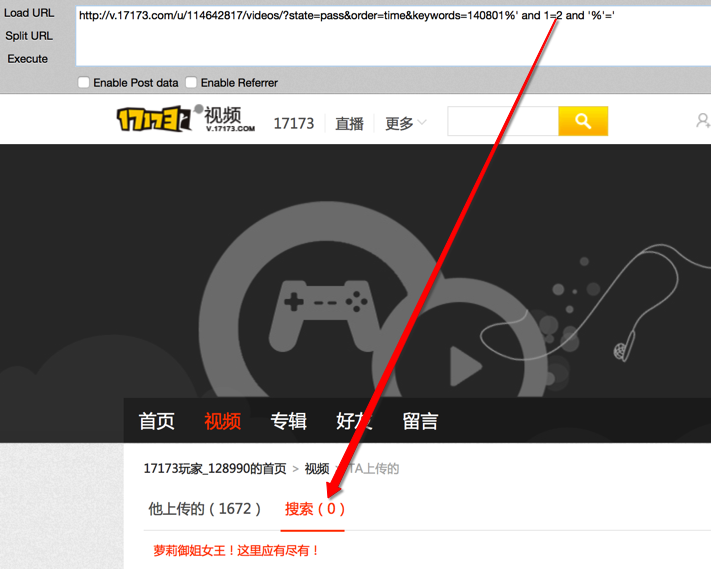 Load URL
http://v.17173.com/u/114642817/videos/?state=pass&order=time&keywords=140801%' and 1=2 and '%'='
Split URL
Execute
Enable Post data Enable Referrer
17173 视频
V.17173.COM
17173 直播 更多
首页 视频 专辑 好友 留言
17173玩家_128990的首页 > 视频 > TA上传的
他上传的（1672） 搜索（0）
萝莉御姐女王！这里应有尽有！